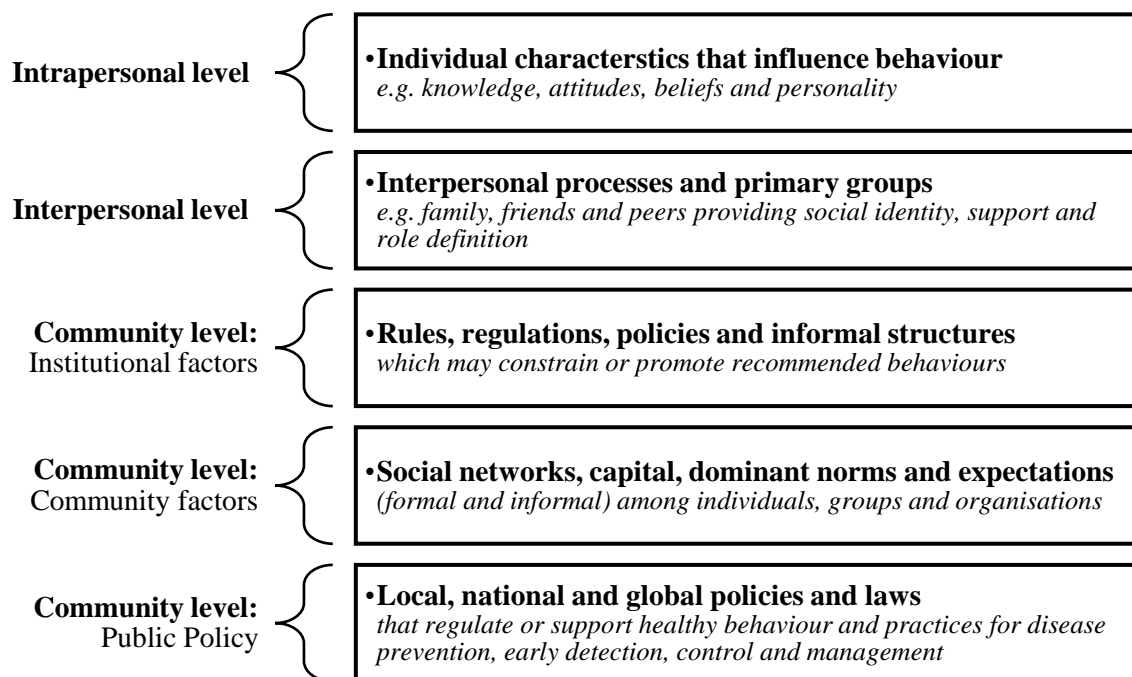 Intrapersonal level
•Individual characterstics that influence behaviour
e.g. knowledge, attitudes, beliefs and personality
Interpersonal level
•Interpersonal processes and primary groups
e.g. family, friends and peers providing social identity, support and
role definition
Community level:
Institutional factors
•Rules, regulations, policies and informal structures
which may constrain or promote recommended behaviours
Community level:
Community factors
•Social networks, capital, dominant norms and expectations
(formal and informal) among individuals, groups and organisations
Community level:
Public Policy
•Local, national and global policies and laws
that regulate or support healthy behaviour and practices for disease
prevention, early detection, control and management